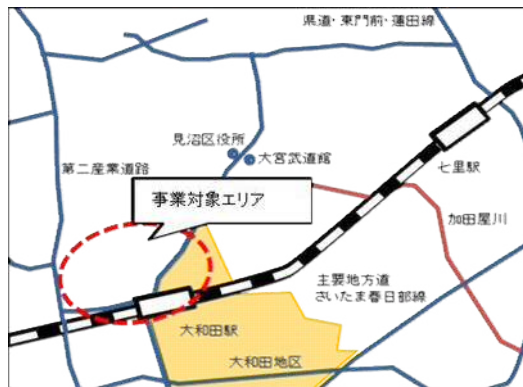 県道・東門前・蓮田線
見沼区役所
大宮武道館
第二産業道路
七里駅
事業対象エリア
加田屋川
主要地方道
さいたま春日部線
大和田駅
大和田地区